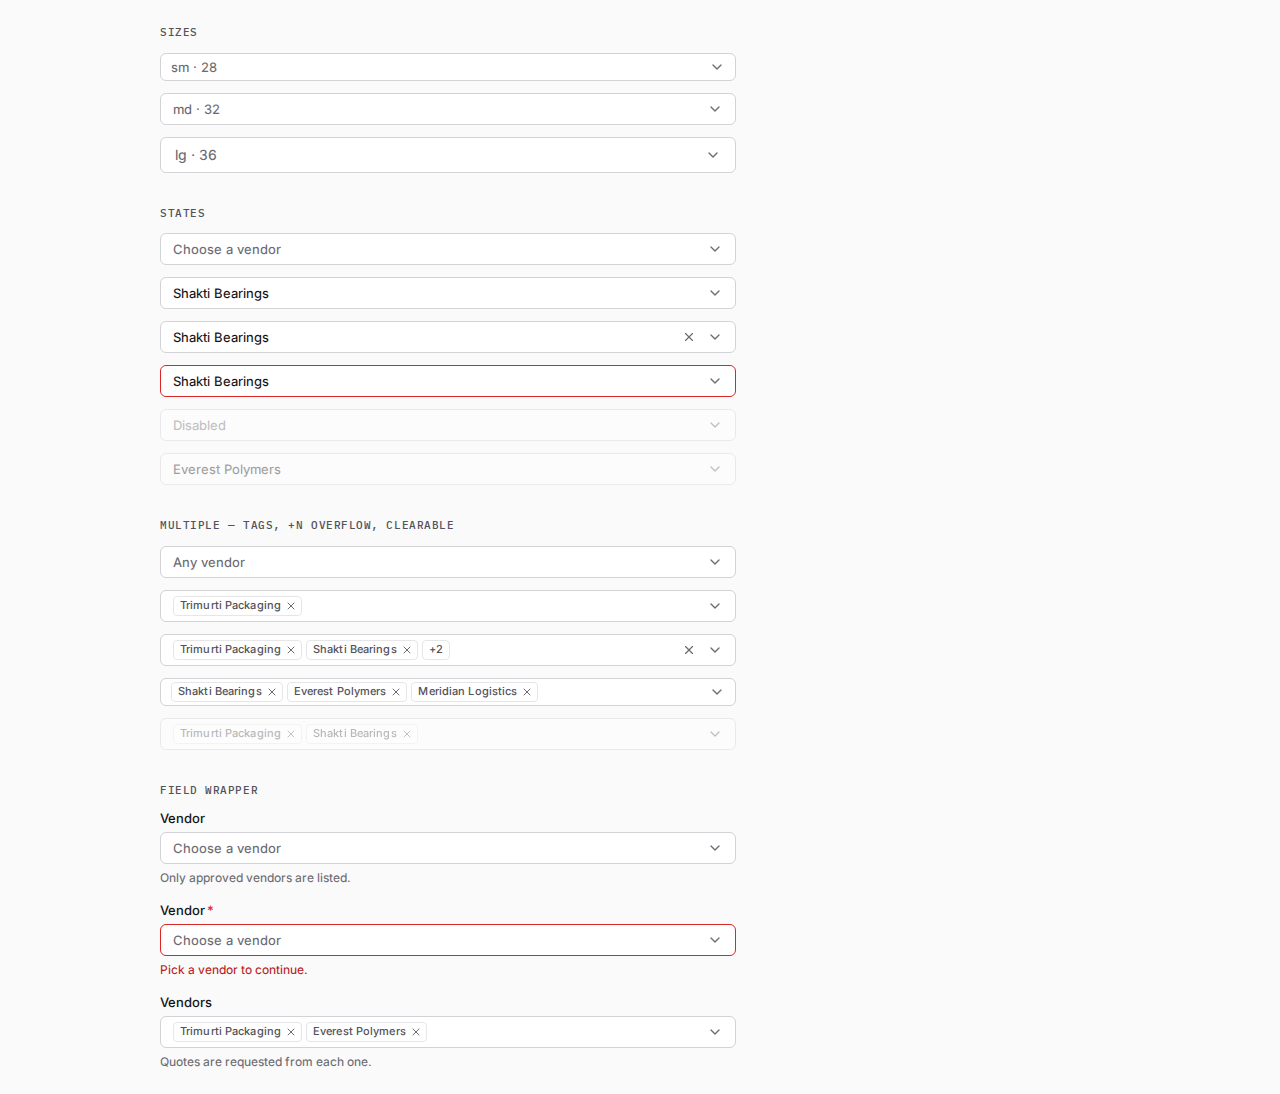 SIZES
sm · 28
md · 32
lg · 36
STATES
Choose a vendor
Shakti Bearings
Shakti Bearings
Shakti Bearings
Disabled
Everest Polymers
MULTIPLE — TAGS, +N OVERFLOW, CLEARABLE
Any vendor
Trimurti Packaging
Trimurti Packaging Shakti Bearings +2
Shakti Bearings Everest Polymers Meridian Logistics
Trimurti Packaging Shakti Bearings
FIELD WRAPPER
Vendor
Choose a vendor
Only approved vendors are listed.
Vendor *
Choose a vendor
Pick a vendor to continue.
Vendors
Trimurti Packaging Everest Polymers
Quotes are requested from each one.